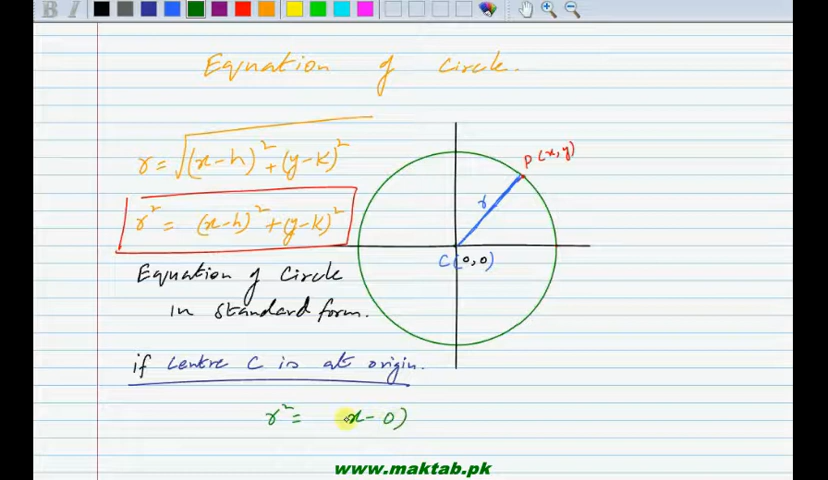 B I
Equation of Circle.
r = √(x-h)²+(y-k)²
P(x,y)
r² = (x-h)²+(y-k)²
r
C(0,0)
Equation of Circle
in standard form.
if Centre C is at origin.
r² = x-0)
www.maktab.pk